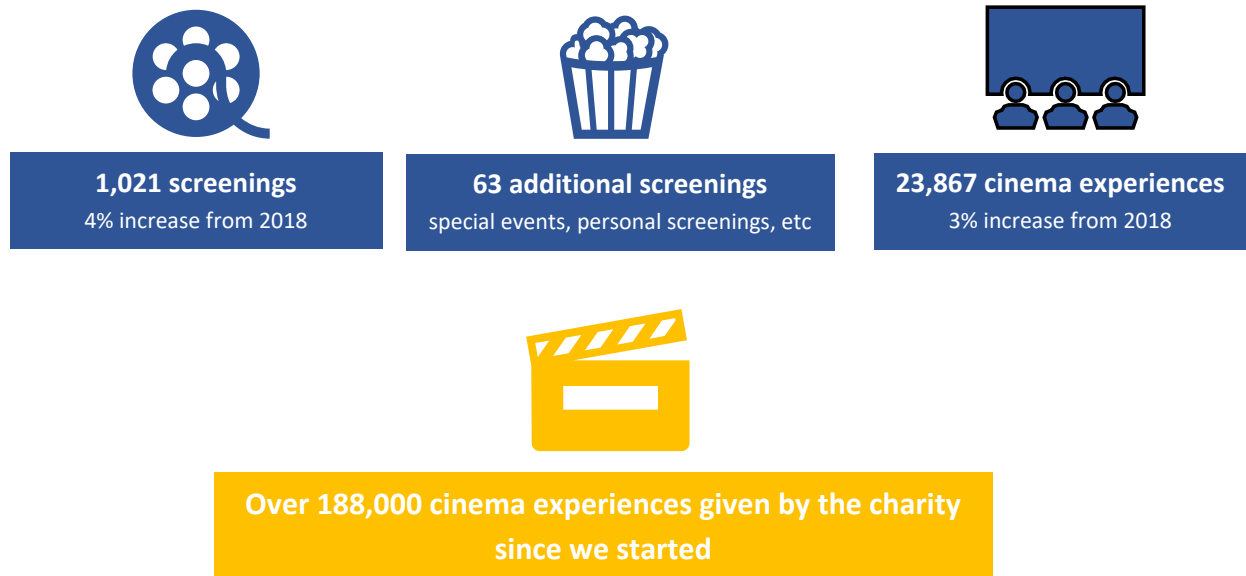 1,021 screenings
4% increase from 2018
63 additional screenings
special events, personal screenings, etc
23,867 cinema experiences
3% increase from 2018
Over 188,000 cinema experiences given by the charity
since we started